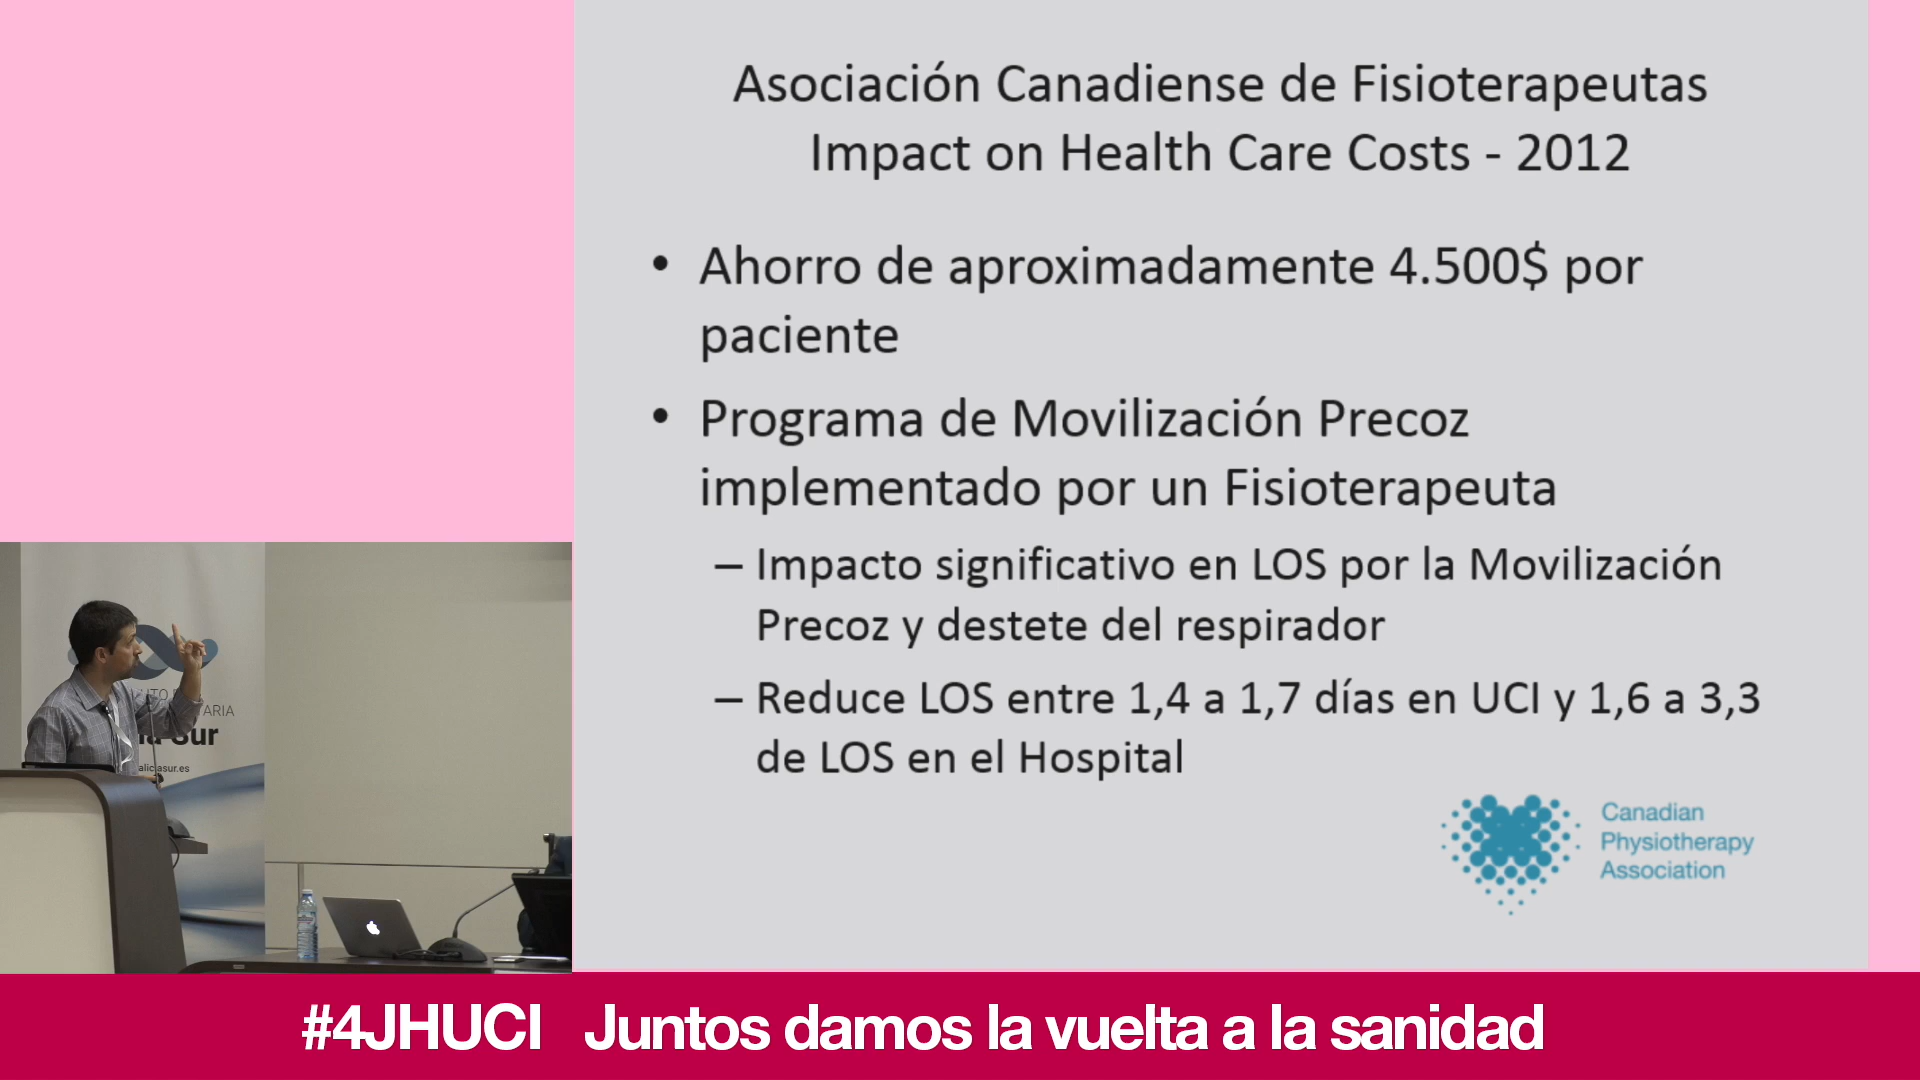 Asociación Canadiense de Fisioterapeutas
Impact on Health Care Costs - 2012
• Ahorro de aproximadamente 4.500$ por
paciente
• Programa de Movilización Precoz
implementado por un Fisioterapeuta
– Impacto significativo en LOS por la Movilización
Precoz y destete del respirador
– Reduce LOS entre 1,4 a 1,7 días en UCI y 1,6 a 3,3
de LOS en el Hospital
Canadian
Physiotherapy
Association
Sur
#4JHUCI Juntos damos la vuelta a la sanidad